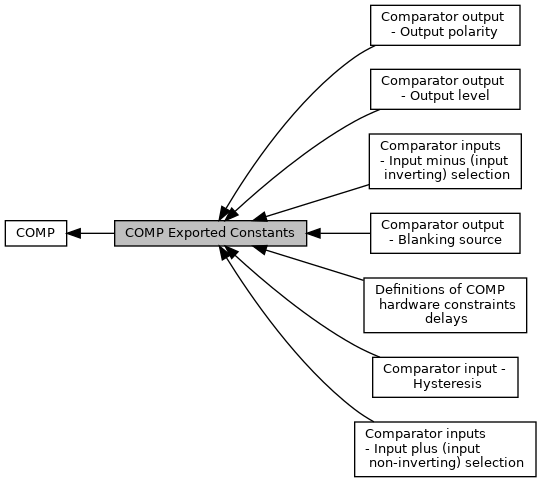 Comparator output
- Output polarity
Comparator output
- Output level
Comparator inputs
- Input minus (input
inverting) selection
COMP
COMP Exported Constants
Comparator output
- Blanking source
Definitions of COMP
hardware constraints
delays
Comparator input -
Hysteresis
Comparator inputs
- Input plus (input
non-inverting) selection